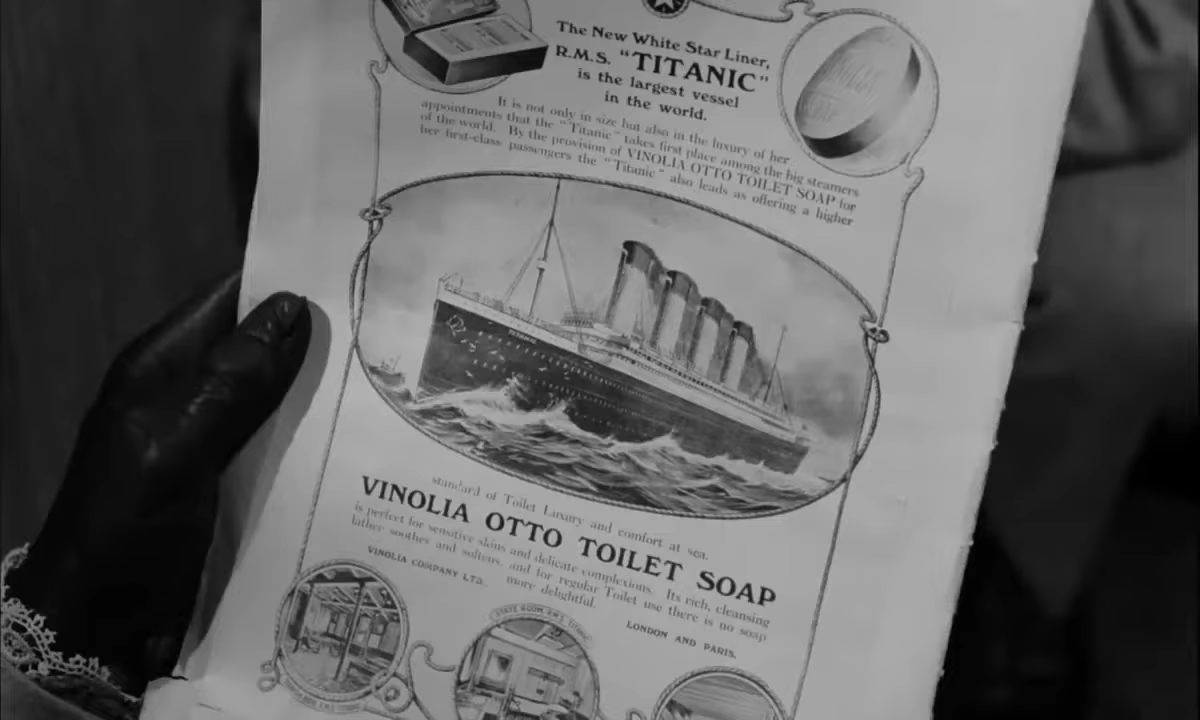 The New White Star Liner,
R.M.S. "TITANIC"
is the largest vessel
in the world.
It is not only in size but also in the luxury of her
appointments that the "Titanic" takes first place among the big steamers
of the world. By the provision of VINOLIA OTTO TOILET SOAP for
her first-class passengers the "Titanic" also leads as offering a higher
TITANIC
standard of Toilet Luxury and comfort at sea.
VINOLIA OTTO TOILET SOAP
is perfect for sensitive skins and delicate complexions. Its rich, cleansing
lather soothes and softens, and for regular Toilet use there is no soap
more delightful.
VINOLIA COMPANY LTD.,
LONDON AND PARIS.
STATE ROOM R.M.S. TITANIC